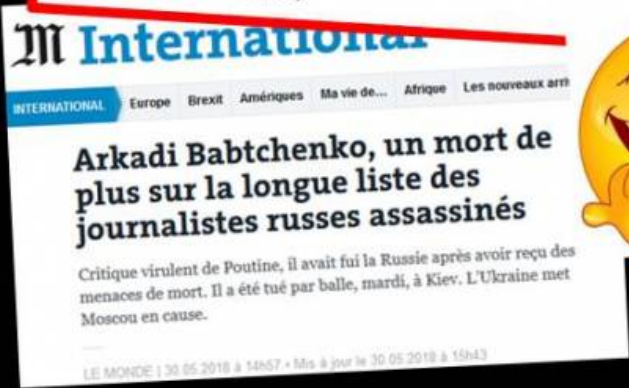 M International
INTERNATIONAL Europe Brexit Amériques Ma vie de... Afrique Les nouveaux arri
Arkadi Babtchenko, un mort de
plus sur la longue liste des
journalistes russes assassinés
Critique virulent de Poutine, il avait fui la Russie après avoir reçu des
menaces de mort. Il a été tué par balle, mardi, à Kiev. L'Ukraine met
Moscou en cause.
LE MONDE | 30.05.2018 à 14h57 • Mis à jour le 30.05.2018 à 15h43